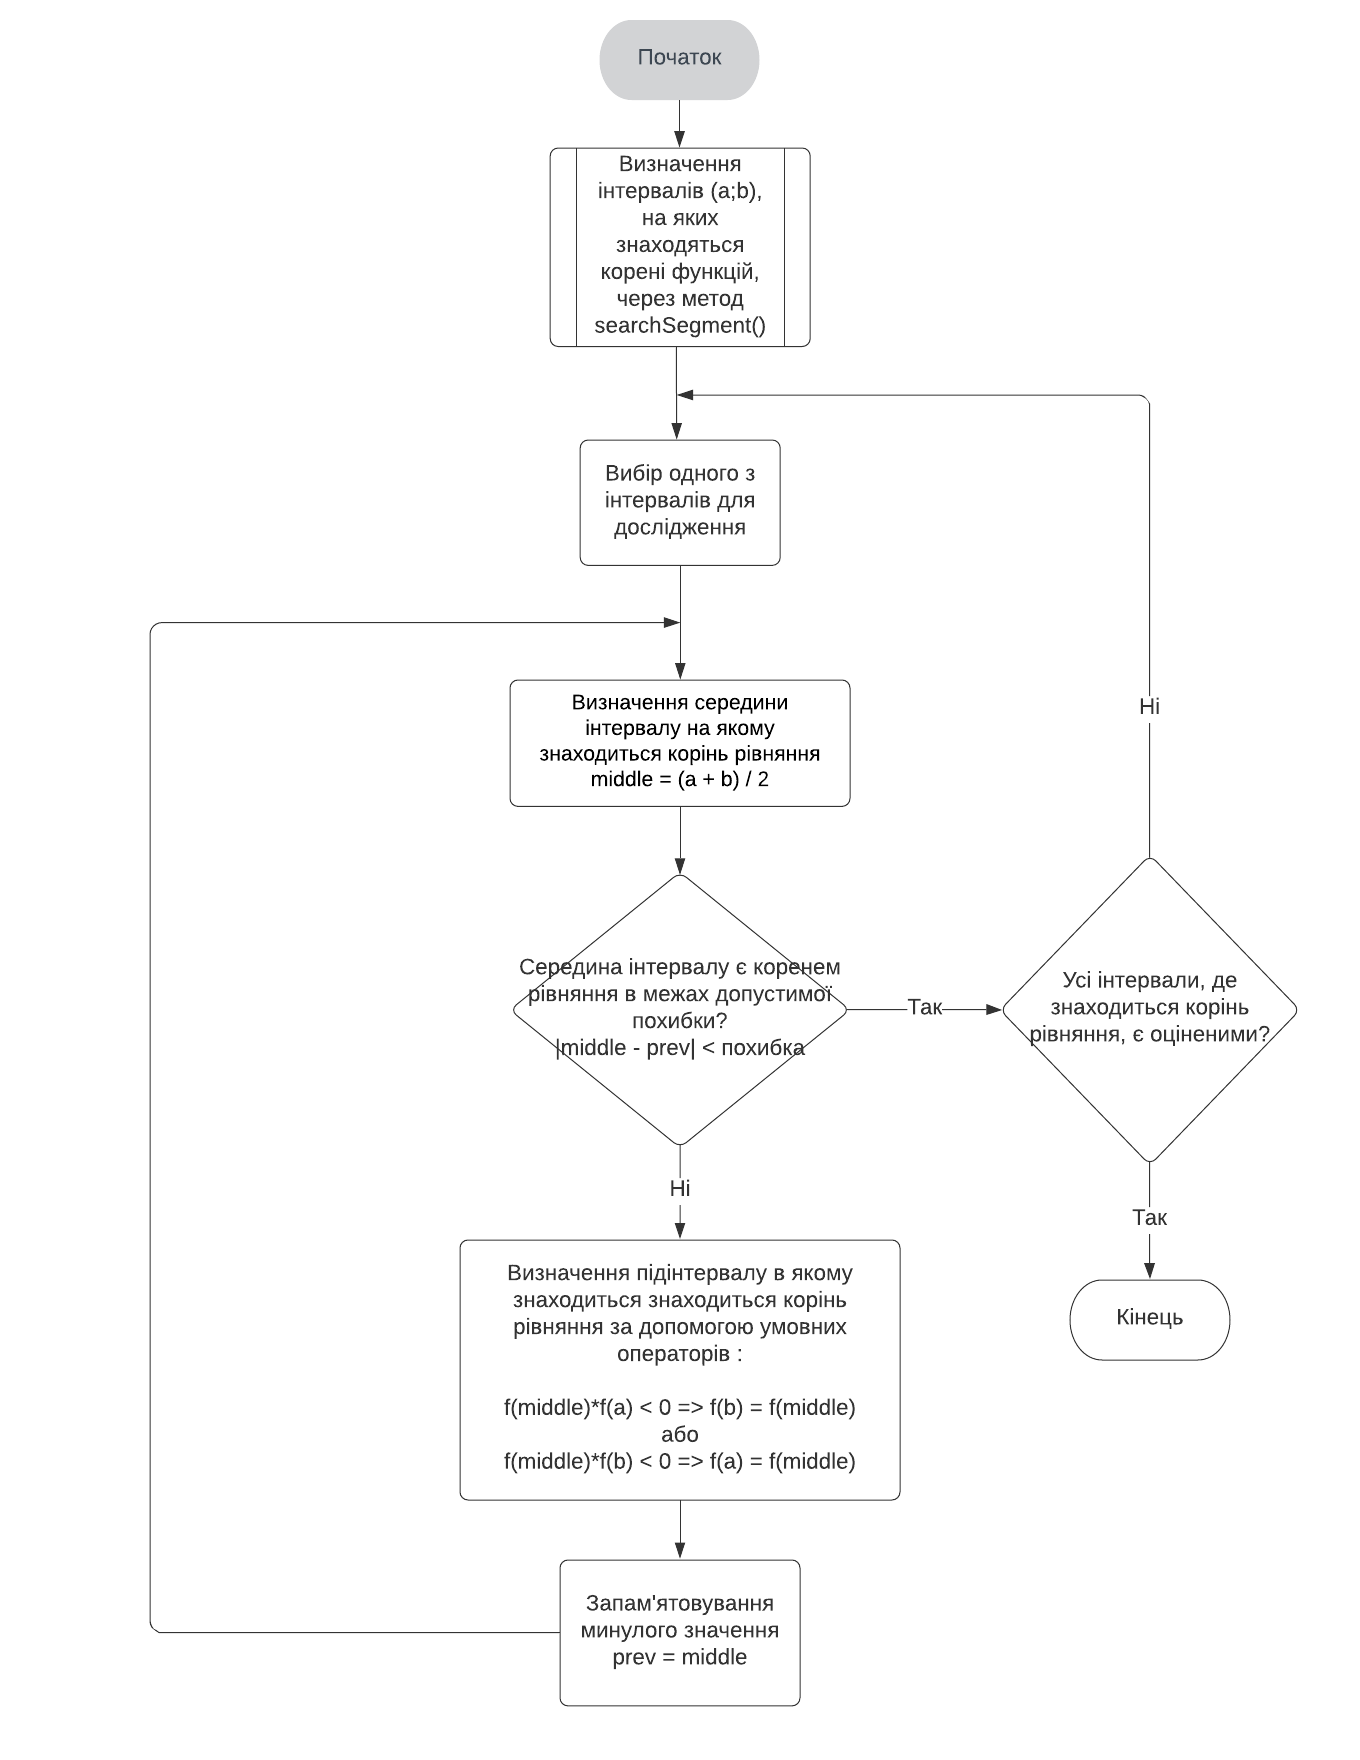 Початок
Визначення
інтервалів (a;b),
на яких
знаходяться
корені функцій,
через метод
searchSegment()
Вибір одного з
інтервалів для
дослідження
Визначення середини
інтервалу на якому
знаходиться корінь рівняння
middle = (a + b) / 2
Ні
Середина інтервалу є коренем
рівняння в межах допустимої
похибки?
|middle - prev| < похибка
Так
Усі інтервали, де
знаходиться корінь
рівняння, є оціненими?
Ні
Так
Визначення підінтервалу в якому
знаходиться знаходиться корінь
рівняння за допомогою умовних
операторів :
f(middle)*f(a) < 0 => f(b) = f(middle)
або
f(middle)*f(b) < 0 => f(a) = f(middle)
Кінець
Запам'ятовування
минулого значення
prev = middle